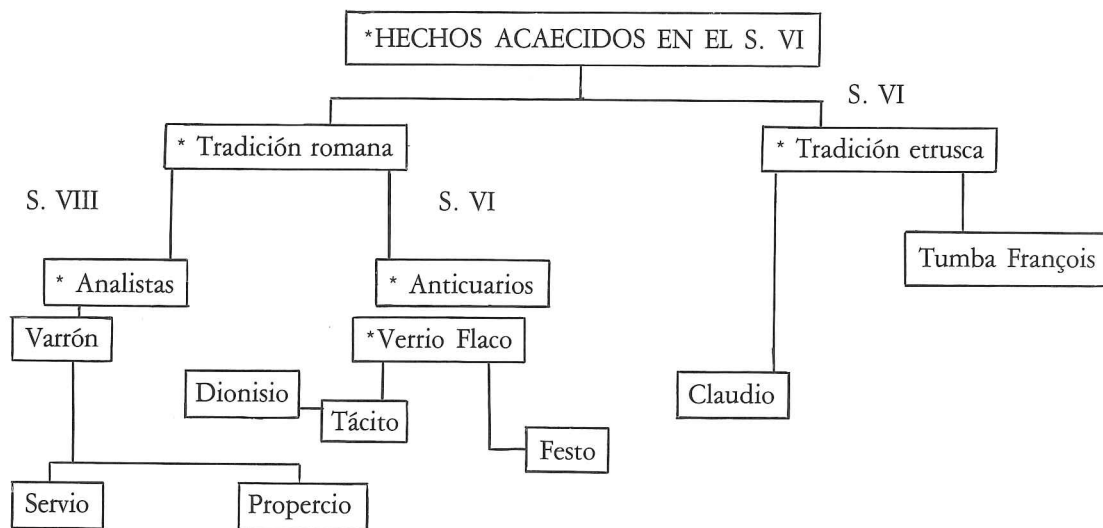 *HECHOS ACAECIDOS EN EL S. VI
S. VI
* Tradición romana
* Tradición etrusca
S. VIII
S. VI
Tumba François
* Analistas
* Anticuarios
Varrón
*Verrio Flaco
Dionisio
Claudio
Tácito
Festo
Servio
Propercio